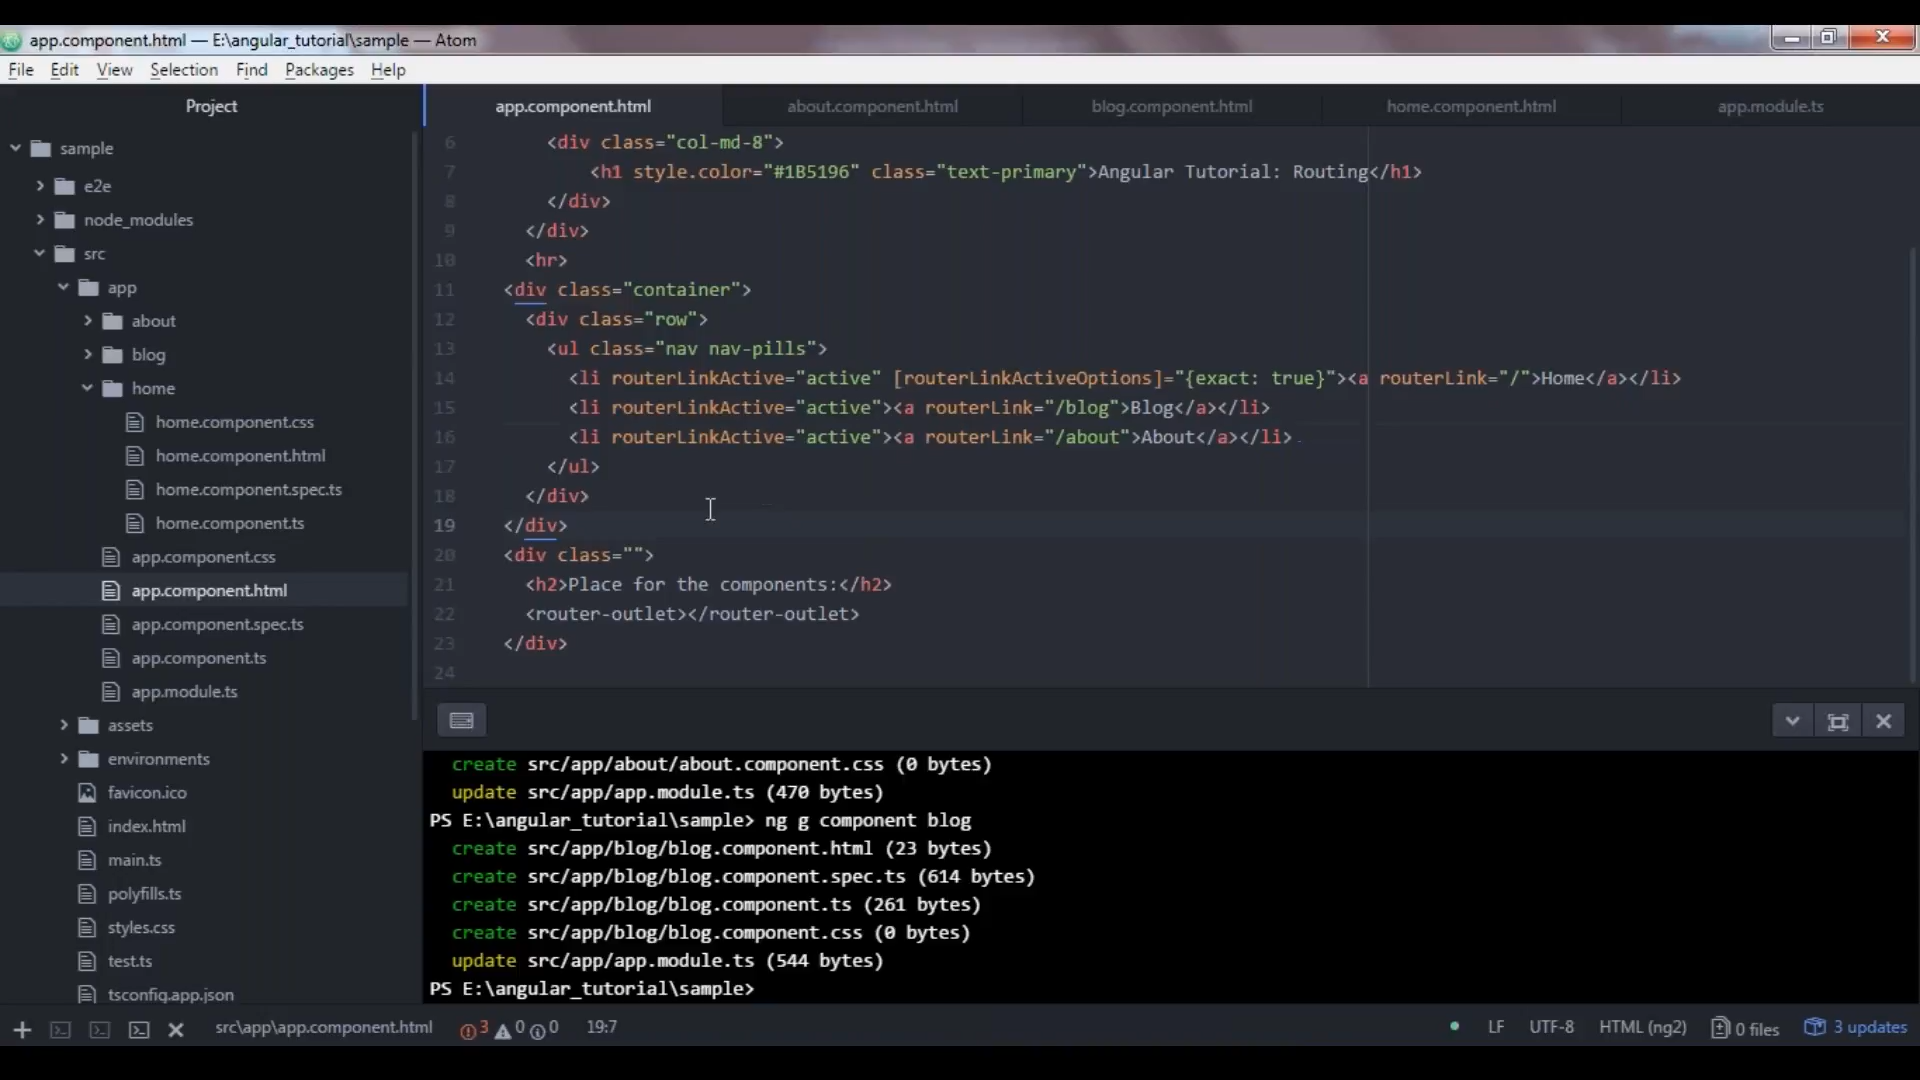 app.component.html — E:\angular_tutorial\sample — Atom
File Edit View Selection Find Packages Help
Project
sample
e2e
node_modules
src
app
about
blog
home
home.component.css
home.component.html
home.component.spec.ts
home.component.ts
app.component.css
app.component.html
app.component.spec.ts
app.component.ts
app.module.ts
assets
environments
favicon.ico
index.html
main.ts
polyfills.ts
styles.css
test.ts
tsconfig.app.json
app.component.html about.component.html blog.component.html home.component.html app.module.ts
6 <div class="col-md-8">
7 <h1 style.color="#1B5196" class="text-primary">Angular Tutorial: Routing</h1>
8 </div>
9 </div>
10 <hr>
11 <div class="container">
12 <div class="row">
13 <ul class="nav nav-pills">
14 <li routerLinkActive="active" [routerLinkActiveOptions]="{exact: true}"><a routerLink="/">Home</a></li>
15 <li routerLinkActive="active"><a routerLink="/blog">Blog</a></li>
16 <li routerLinkActive="active"><a routerLink="/about">About</a></li>
17 </ul>
18 </div>
19 </div>
20 <div class="">
21 <h2>Place for the components:</h2>
22 <router-outlet></router-outlet>
23 </div>
24
create src/app/about/about.component.css (0 bytes)
update src/app/app.module.ts (470 bytes)
PS E:\angular_tutorial\sample> ng g component blog
create src/app/blog/blog.component.html (23 bytes)
create src/app/blog/blog.component.spec.ts (614 bytes)
create src/app/blog/blog.component.ts (261 bytes)
create src/app/blog/blog.component.css (0 bytes)
update src/app/app.module.ts (544 bytes)
PS E:\angular_tutorial\sample>
src\app\app.component.html 3 0 0 19:7 LF UTF-8 HTML (ng2) 0 files 3 updates